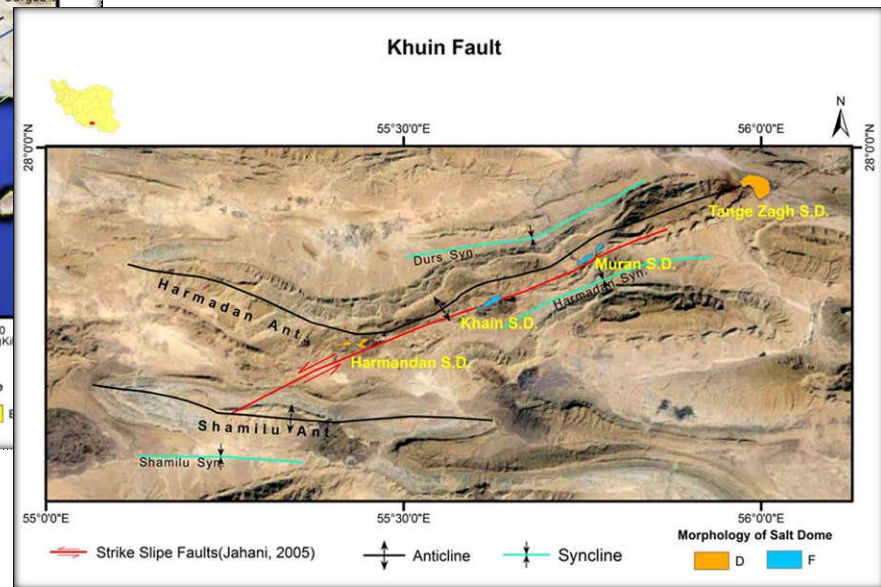 Khuin Fault
N
55°30'0"E
56°0'0"E
28°0'0"N
28°0'0"N
Tange Zagh S.D.
Durs Syn.
Muran S.D.
Harmadan Syn.
Harmadan Ant.
Khain S.D.
Harmandan S.D.
Shamilu Ant.
Shamilu Syn.
55°0'0"E
55°30'0"E
56°0'0"E
Strike Slipe Faults(Jahani, 2005)
Anticline
Syncline
Morphology of Salt Dome
D
F